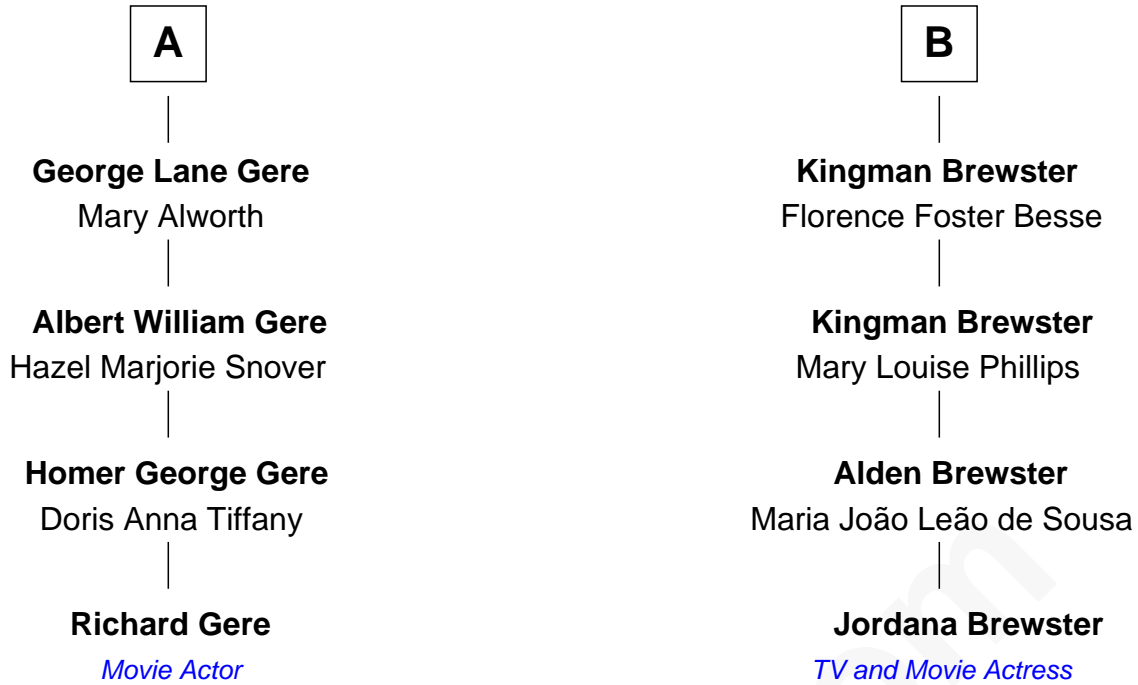 A
George Lane Gere
Mary Alworth
Albert William Gere
Hazel Marjorie Snover
Homer George Gere
Doris Anna Tiffany
Richard Gere
Movie Actor
B
Kingman Brewster
Florence Foster Besse
Kingman Brewster
Mary Louise Phillips
Alden Brewster
Maria João Leão de Sousa
Jordana Brewster
TV and Movie Actress